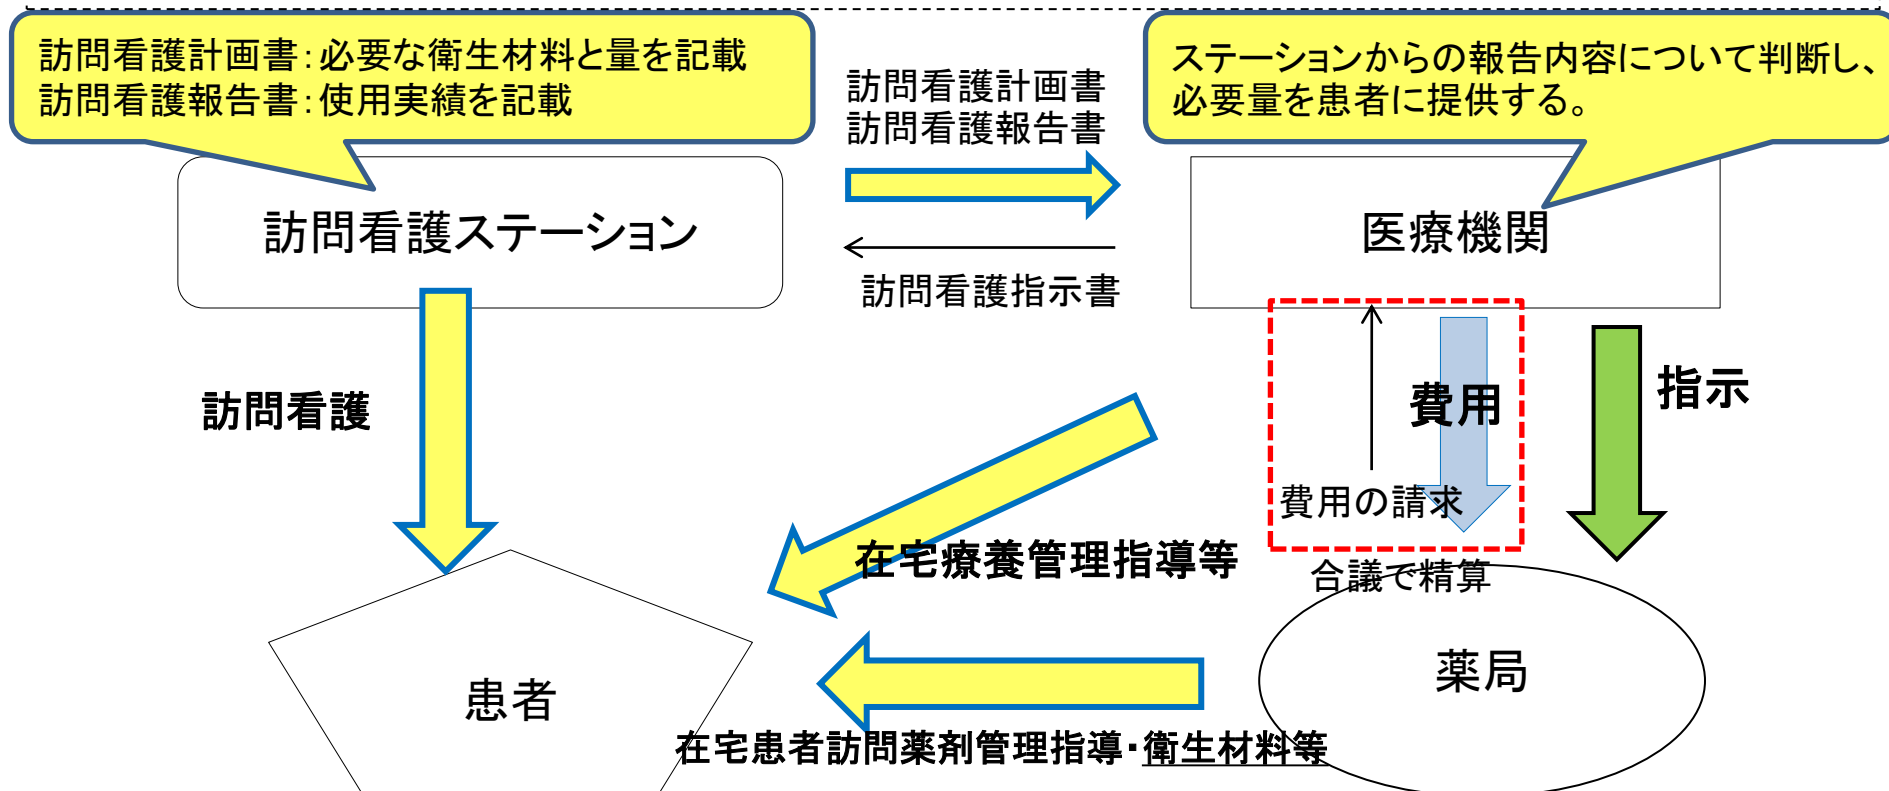 訪問看護計画書：必要な衛生材料と量を記載
訪問看護報告書：使用実績を記載
訪問看護計画書
訪問看護報告書
ステーションからの報告内容について判断し、
必要量を患者に提供する。
訪問看護ステーション
医療機関
訪問看護指示書
訪問看護
費用
指示
費用の請求
在宅療養管理指導等
合議で精算
患者
薬局
在宅患者訪問薬剤管理指導・衛生材料等